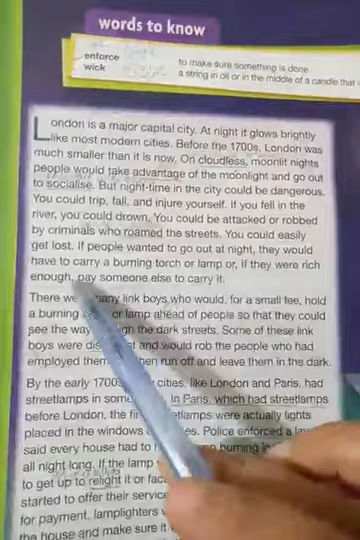 words to know
enforce to make sure something is done
wick a string in oil or in the middle of a candle that
London is a major capital city. At night it glows brightly
like most modern cities. Before the 1700s, London was
much smaller than it is now. On cloudless, moonlit nights
people would take advantage of the moonlight and go out
to socialise. But night-time in the city could be dangerous.
You could trip, fall, and injure yourself. If you fell in the
river, you could drown. You could be attacked or robbed
by criminals who roamed the streets. You could easily
get lost. If people wanted to go out at night, they would
have to carry a burning torch or lamp or, if they were rich
enough, pay someone else to carry it.
There we any link boys who would, for a small fee, hold
a burning or lamp ahead of people so that they could
see the way gh the dark streets. Some of these link
boys were dis st and would rob the people who had
employed them hen run off and leave them in the dark.
By the early 1700s cities, like London and Paris, had
streetlamps in som In Paris, which had streetlamps
before London, the fir etlamps were actually lights
placed in the windows es. Police enforced a law
said every house had to burning in
all night long. If the lamp
to get up to relight it or fac
started to offer their service
for payment, lamplighters w
the house and make sure it